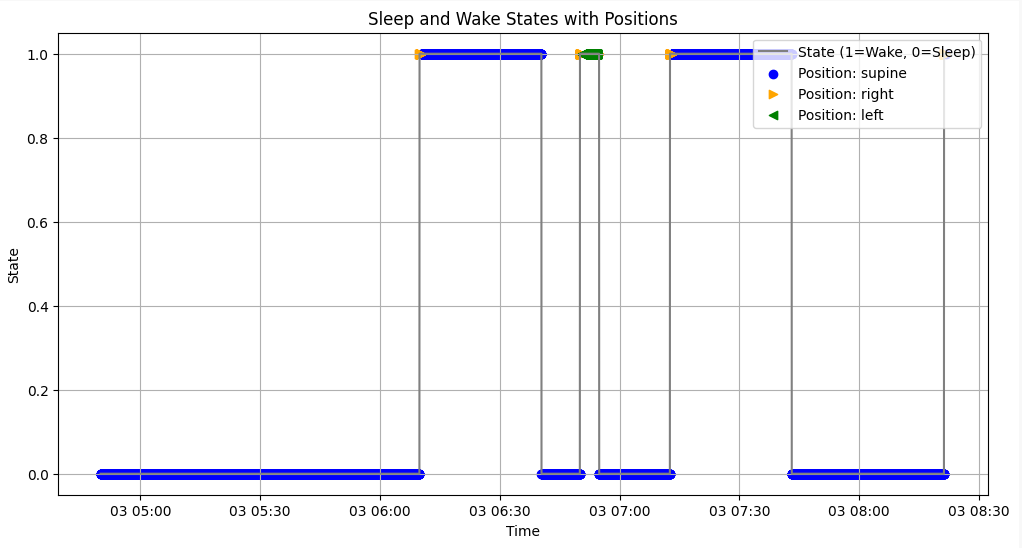 Sleep and Wake States with Positions
1.0
0.8
0.6
0.4
0.2
0.0
State
State (1=Wake, 0=Sleep)
Position: supine
Position: right
Position: left
03 05:00
03 05:30
03 06:00
03 06:30
03 07:00
03 07:30
03 08:00
03 08:30
Time